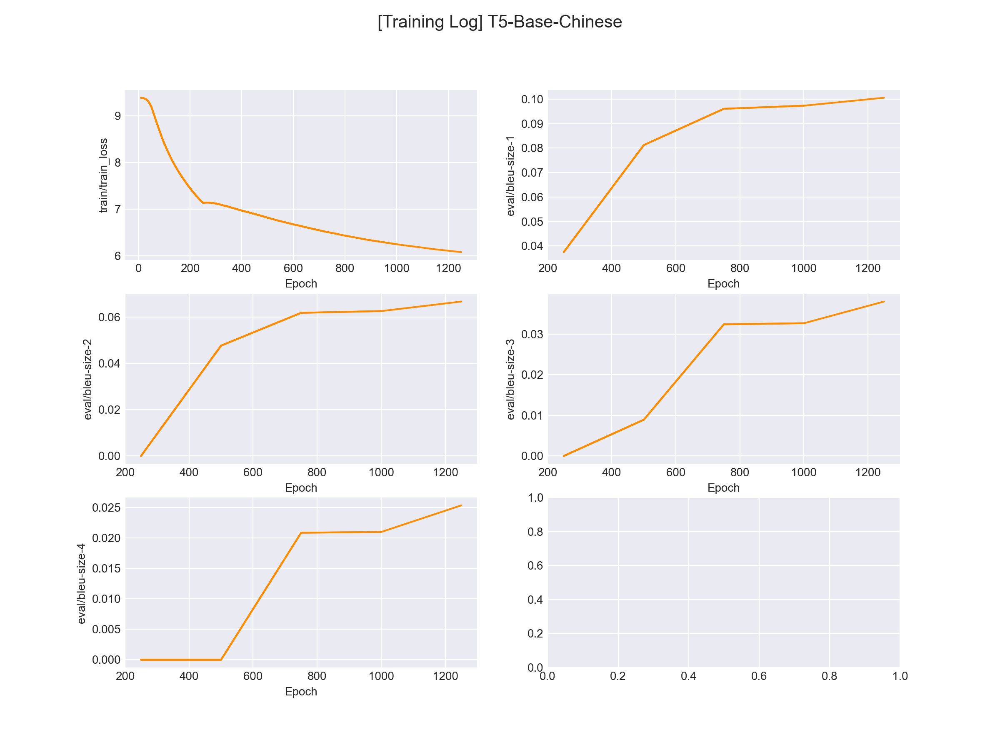 [Training Log] T5-Base-Chinese
train/train_loss
9
8
7
6
0 200 400 600 800 1000 1200
Epoch
eval/bleu-size-1
0.10
0.09
0.08
0.07
0.06
0.05
0.04
200 400 600 800 1000 1200
Epoch
eval/bleu-size-2
0.06
0.04
0.02
0.00
200 400 600 800 1000 1200
Epoch
eval/bleu-size-3
0.03
0.02
0.01
0.00
200 400 600 800 1000 1200
Epoch
eval/bleu-size-4
0.025
0.020
0.015
0.010
0.005
0.000
200 400 600 800 1000 1200
Epoch
1.0
0.8
0.6
0.4
0.2
0.0
0.0 0.2 0.4 0.6 0.8 1.0